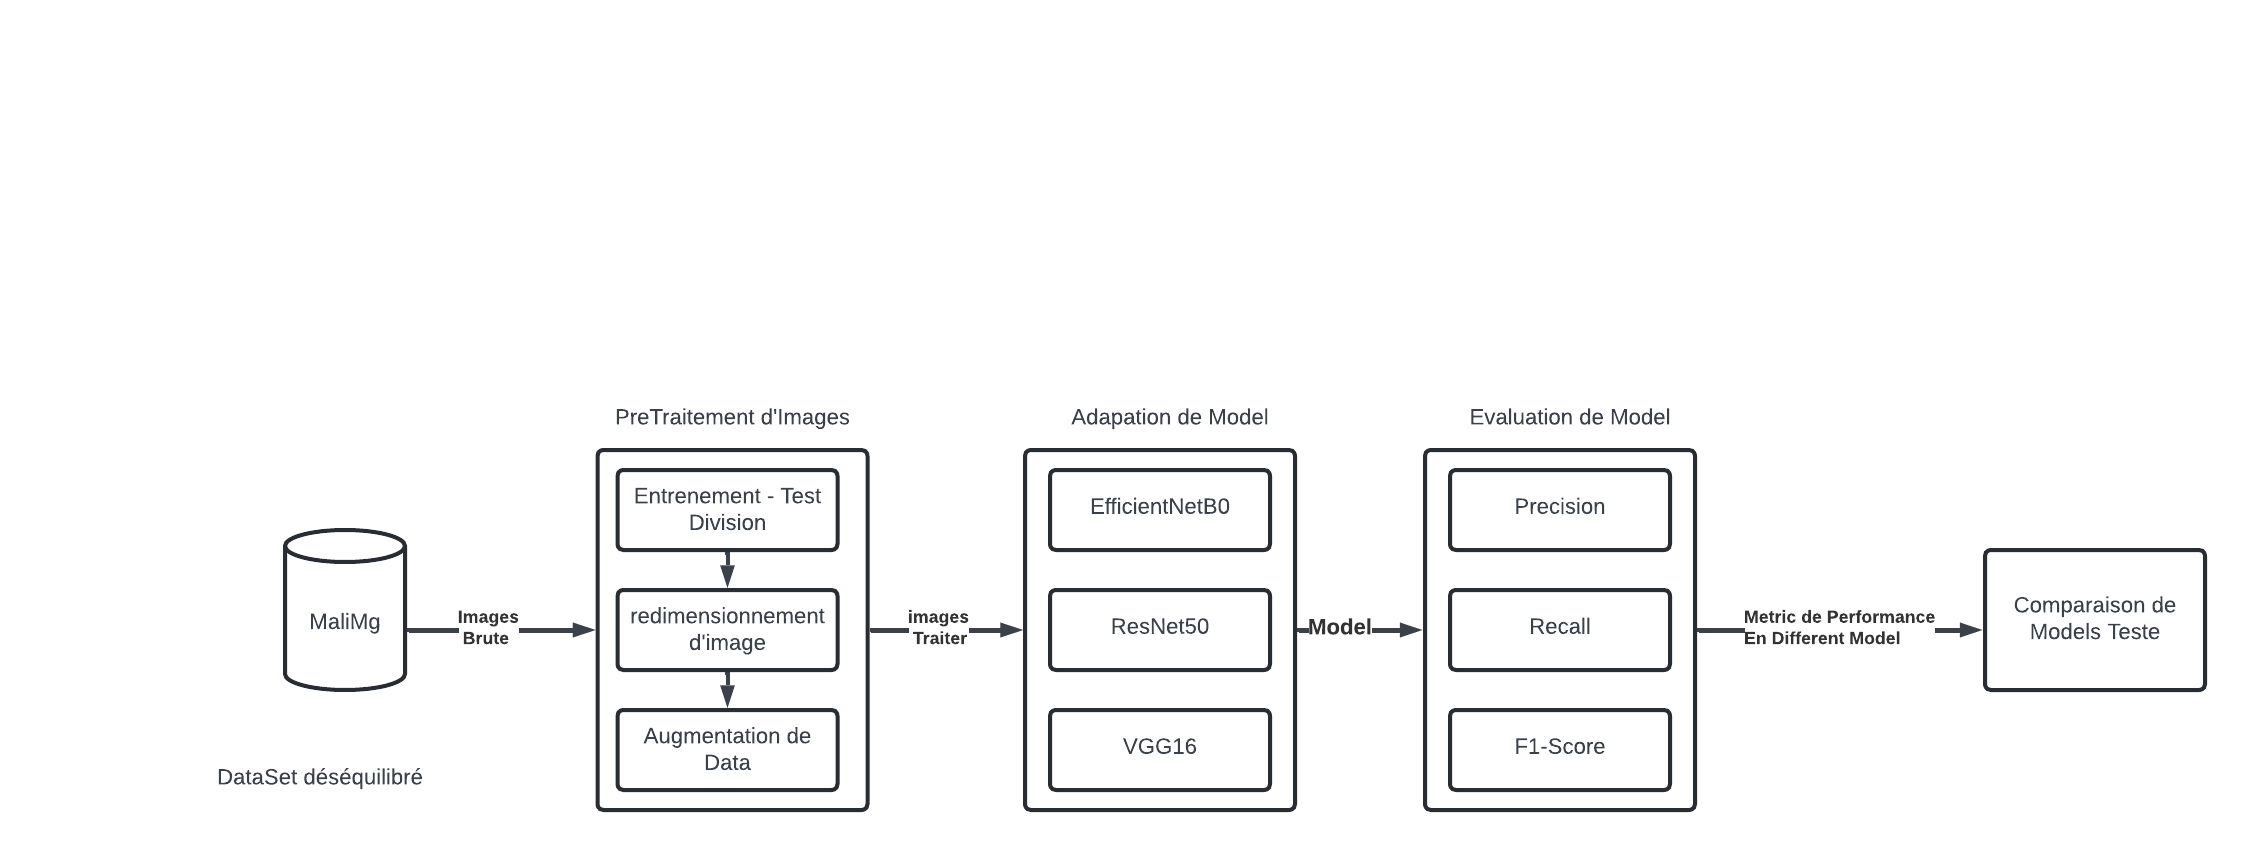 MaliMg
DataSet déséquilibré
Images
Brute
PreTraitement d'Images
Entrenement - Test
Division
redimensionnement
d'image
Augmentation de
Data
images
Traiter
Adapation de Model
EfficientNetB0
ResNet50
VGG16
Model
Evaluation de Model
Precision
Recall
F1-Score
Metric de Performance
En Different Model
Comparaison de
Models Teste